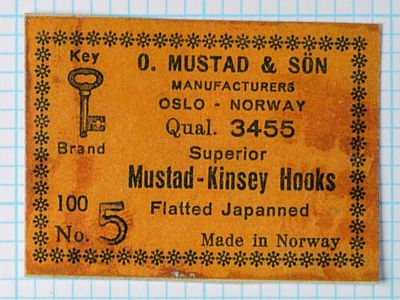 Key
Brand
O. MUSTAD & SÖN
MANUFACTURERS
OSLO - NORWAY
Qual. 3455
Superior
Mustad-Kinsey Hooks
Flatted Japanned
100
No. 5
Made in Norway